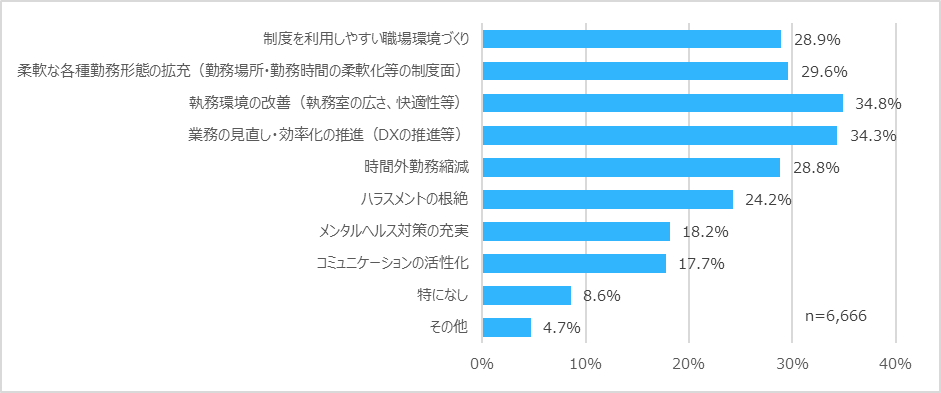 制度を利用しやすい職場環境づくり 28.9%
柔軟な各種勤務形態の拡充（勤務場所・勤務時間の柔軟化等の制度面） 29.6%
執務環境の改善（執務室の広さ、快適性等） 34.8%
業務の見直し・効率化の推進（DXの推進等） 34.3%
時間外勤務縮減 28.8%
ハラスメントの根絶 24.2%
メンタルヘルス対策の充実 18.2%
コミュニケーションの活性化 17.7%
特になし 8.6%
n=6,666
その他 4.7%
0% 10% 20% 30% 40%